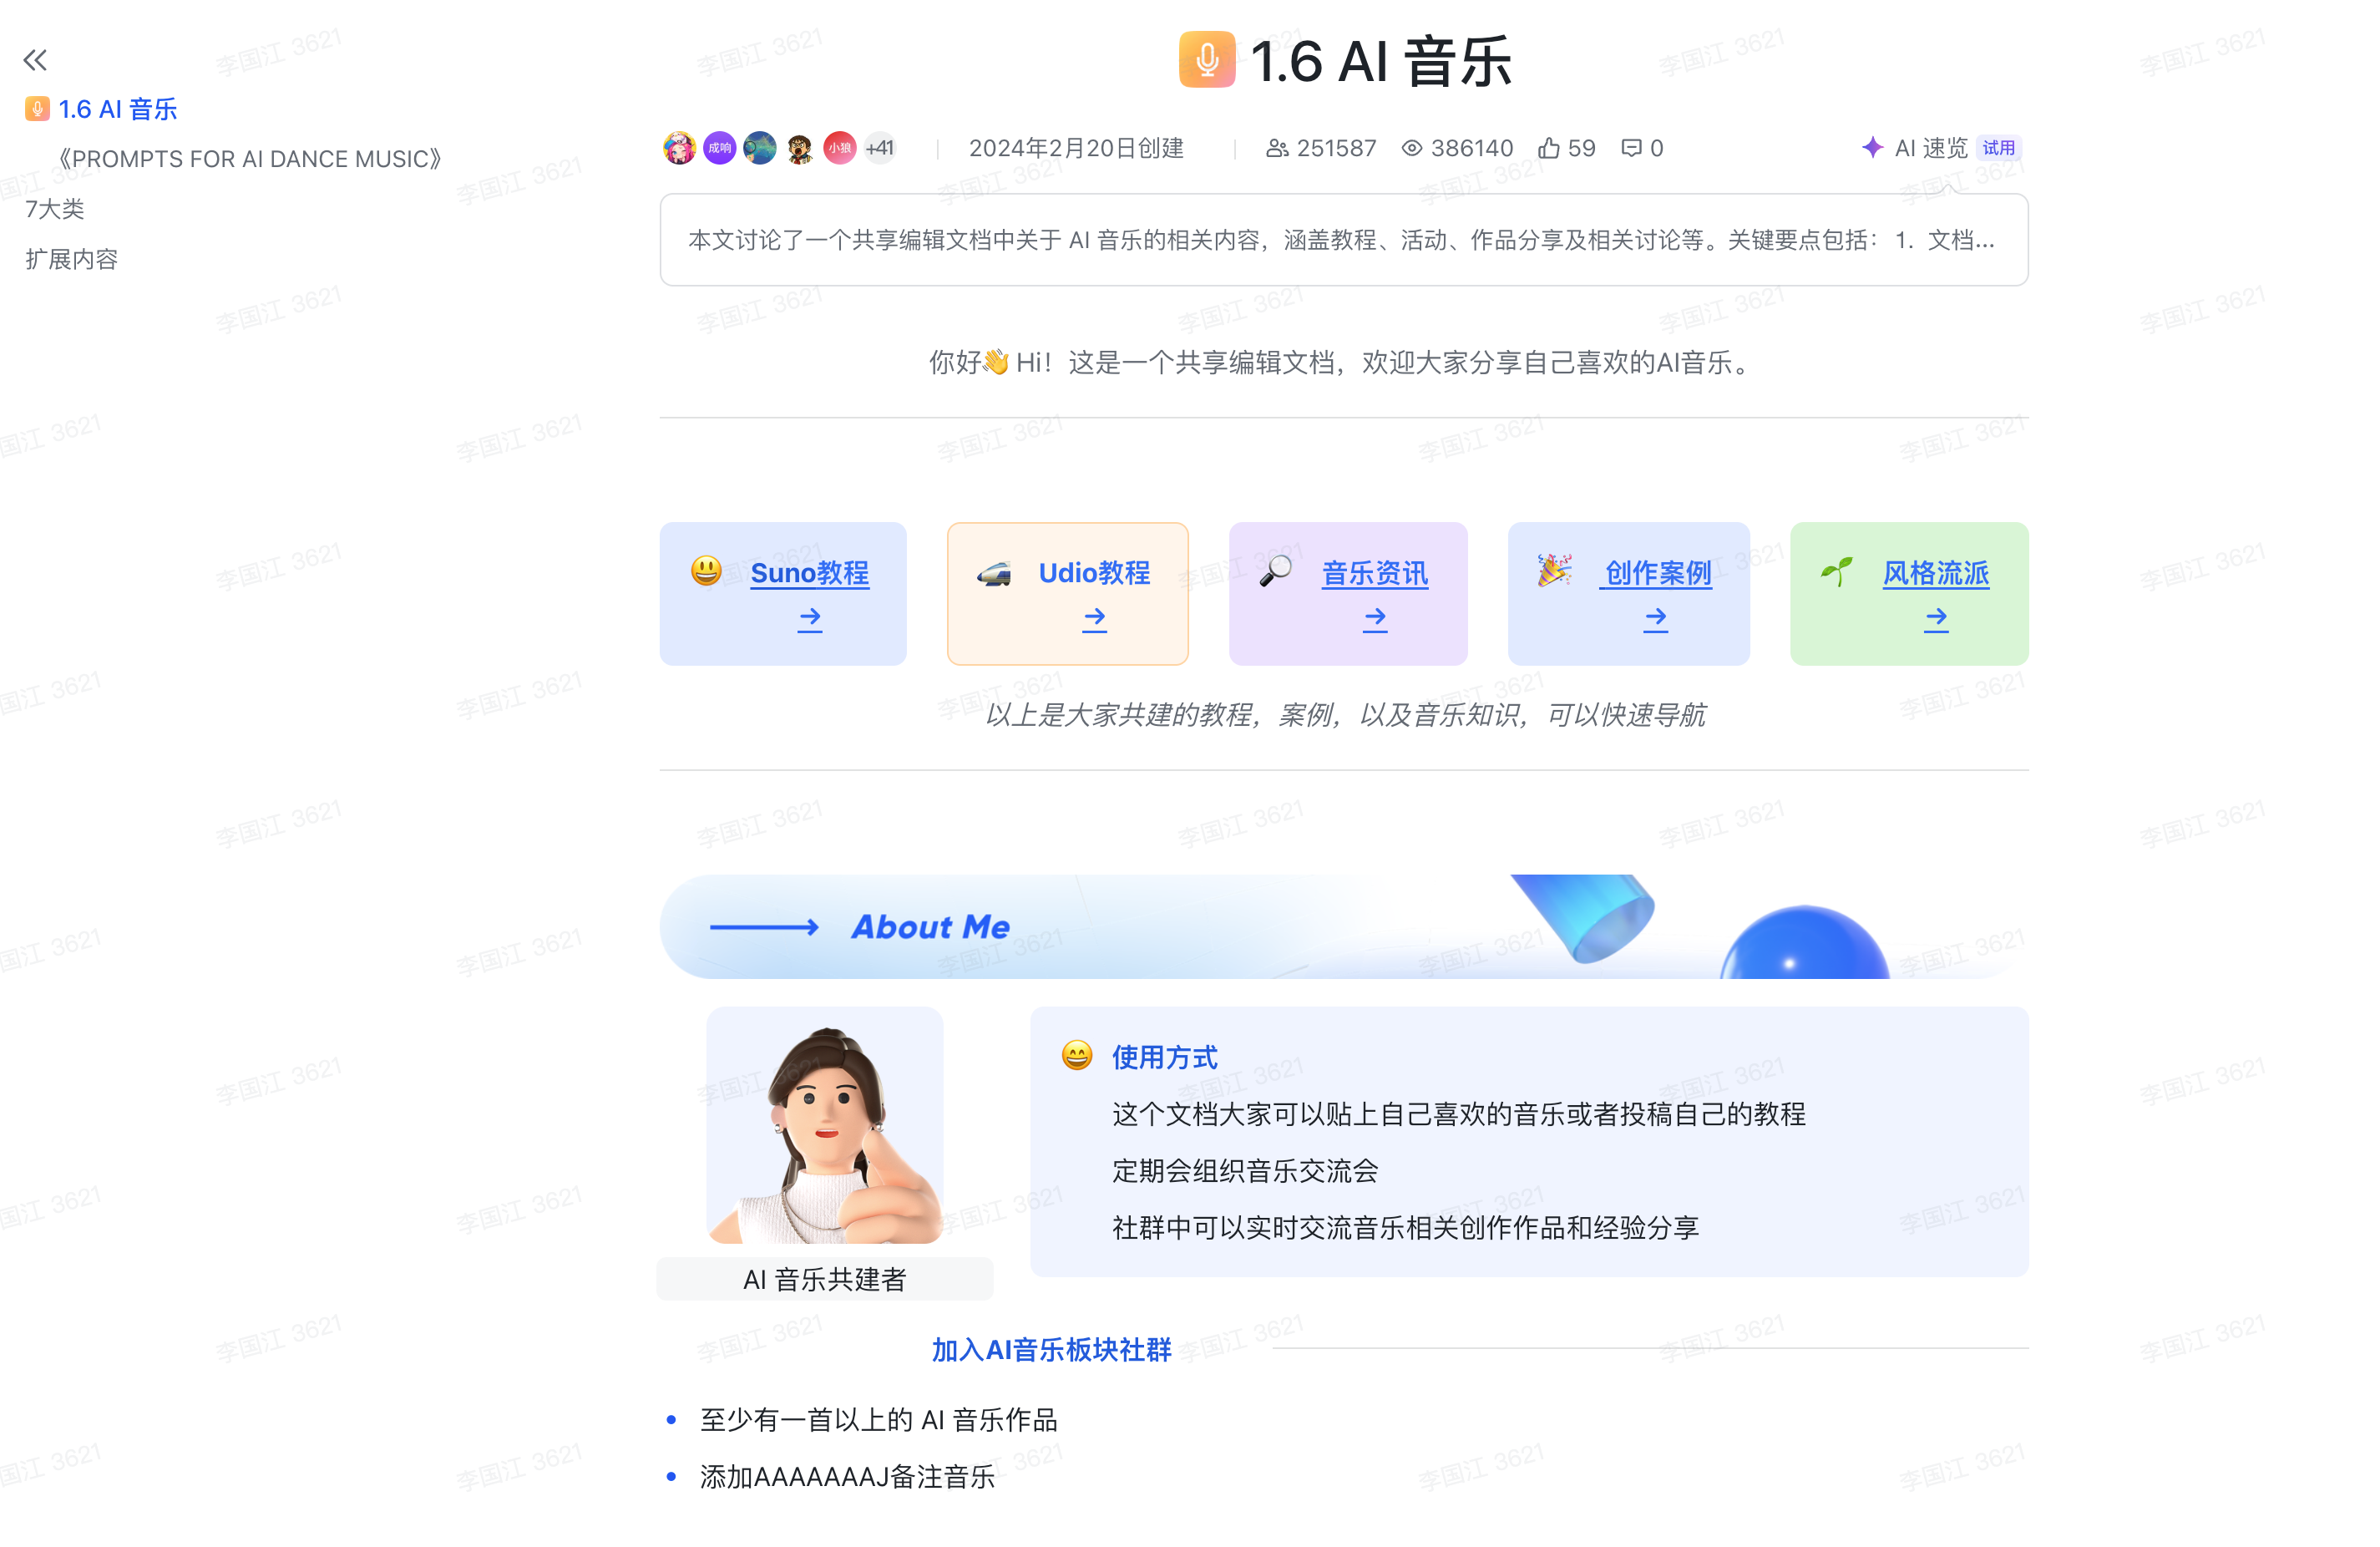 1.6 AI 音乐
《PROMPTS FOR AI DANCE MUSIC》
7大类
扩展内容
1.6 AI 音乐
成响 小狼 +41 2024年2月20日创建 251587 386140 59 0 AI 速览 试用
本文讨论了一个共享编辑文档中关于 AI 音乐的相关内容，涵盖教程、活动、作品分享及相关讨论等。关键要点包括： 1. 文档...
你好👋 Hi！这是一个共享编辑文档，欢迎大家分享自己喜欢的AI音乐。
😃 Suno教程 →
🚅 Udio教程 →
🔎 音乐资讯 →
🎉 创作案例 →
🌱 风格流派 →
以上是大家共建的教程，案例，以及音乐知识，可以快速导航
About Me
AI 音乐共建者
😄 使用方式
这个文档大家可以贴上自己喜欢的音乐或者投稿自己的教程
定期会组织音乐交流会
社群中可以实时交流音乐相关创作作品和经验分享
加入AI音乐板块社群
• 至少有一首以上的 AI 音乐作品
• 添加AAAAAAAJ备注音乐
李国江 3621